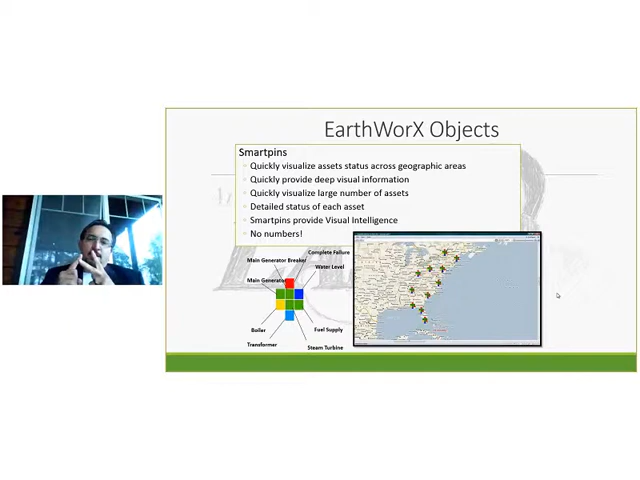 EarthWorX Objects
Smartpins
Quickly visualize assets status across geographic areas
Quickly provide deep visual information
Quickly visualize large number of assets
Detailed status of each asset
Smartpins provide Visual Intelligence
No numbers!
Complete Failure
Main Generator Breaker
Water Level
Main Generator
Boiler
Fuel Supply
Transformer
Steam Turbine